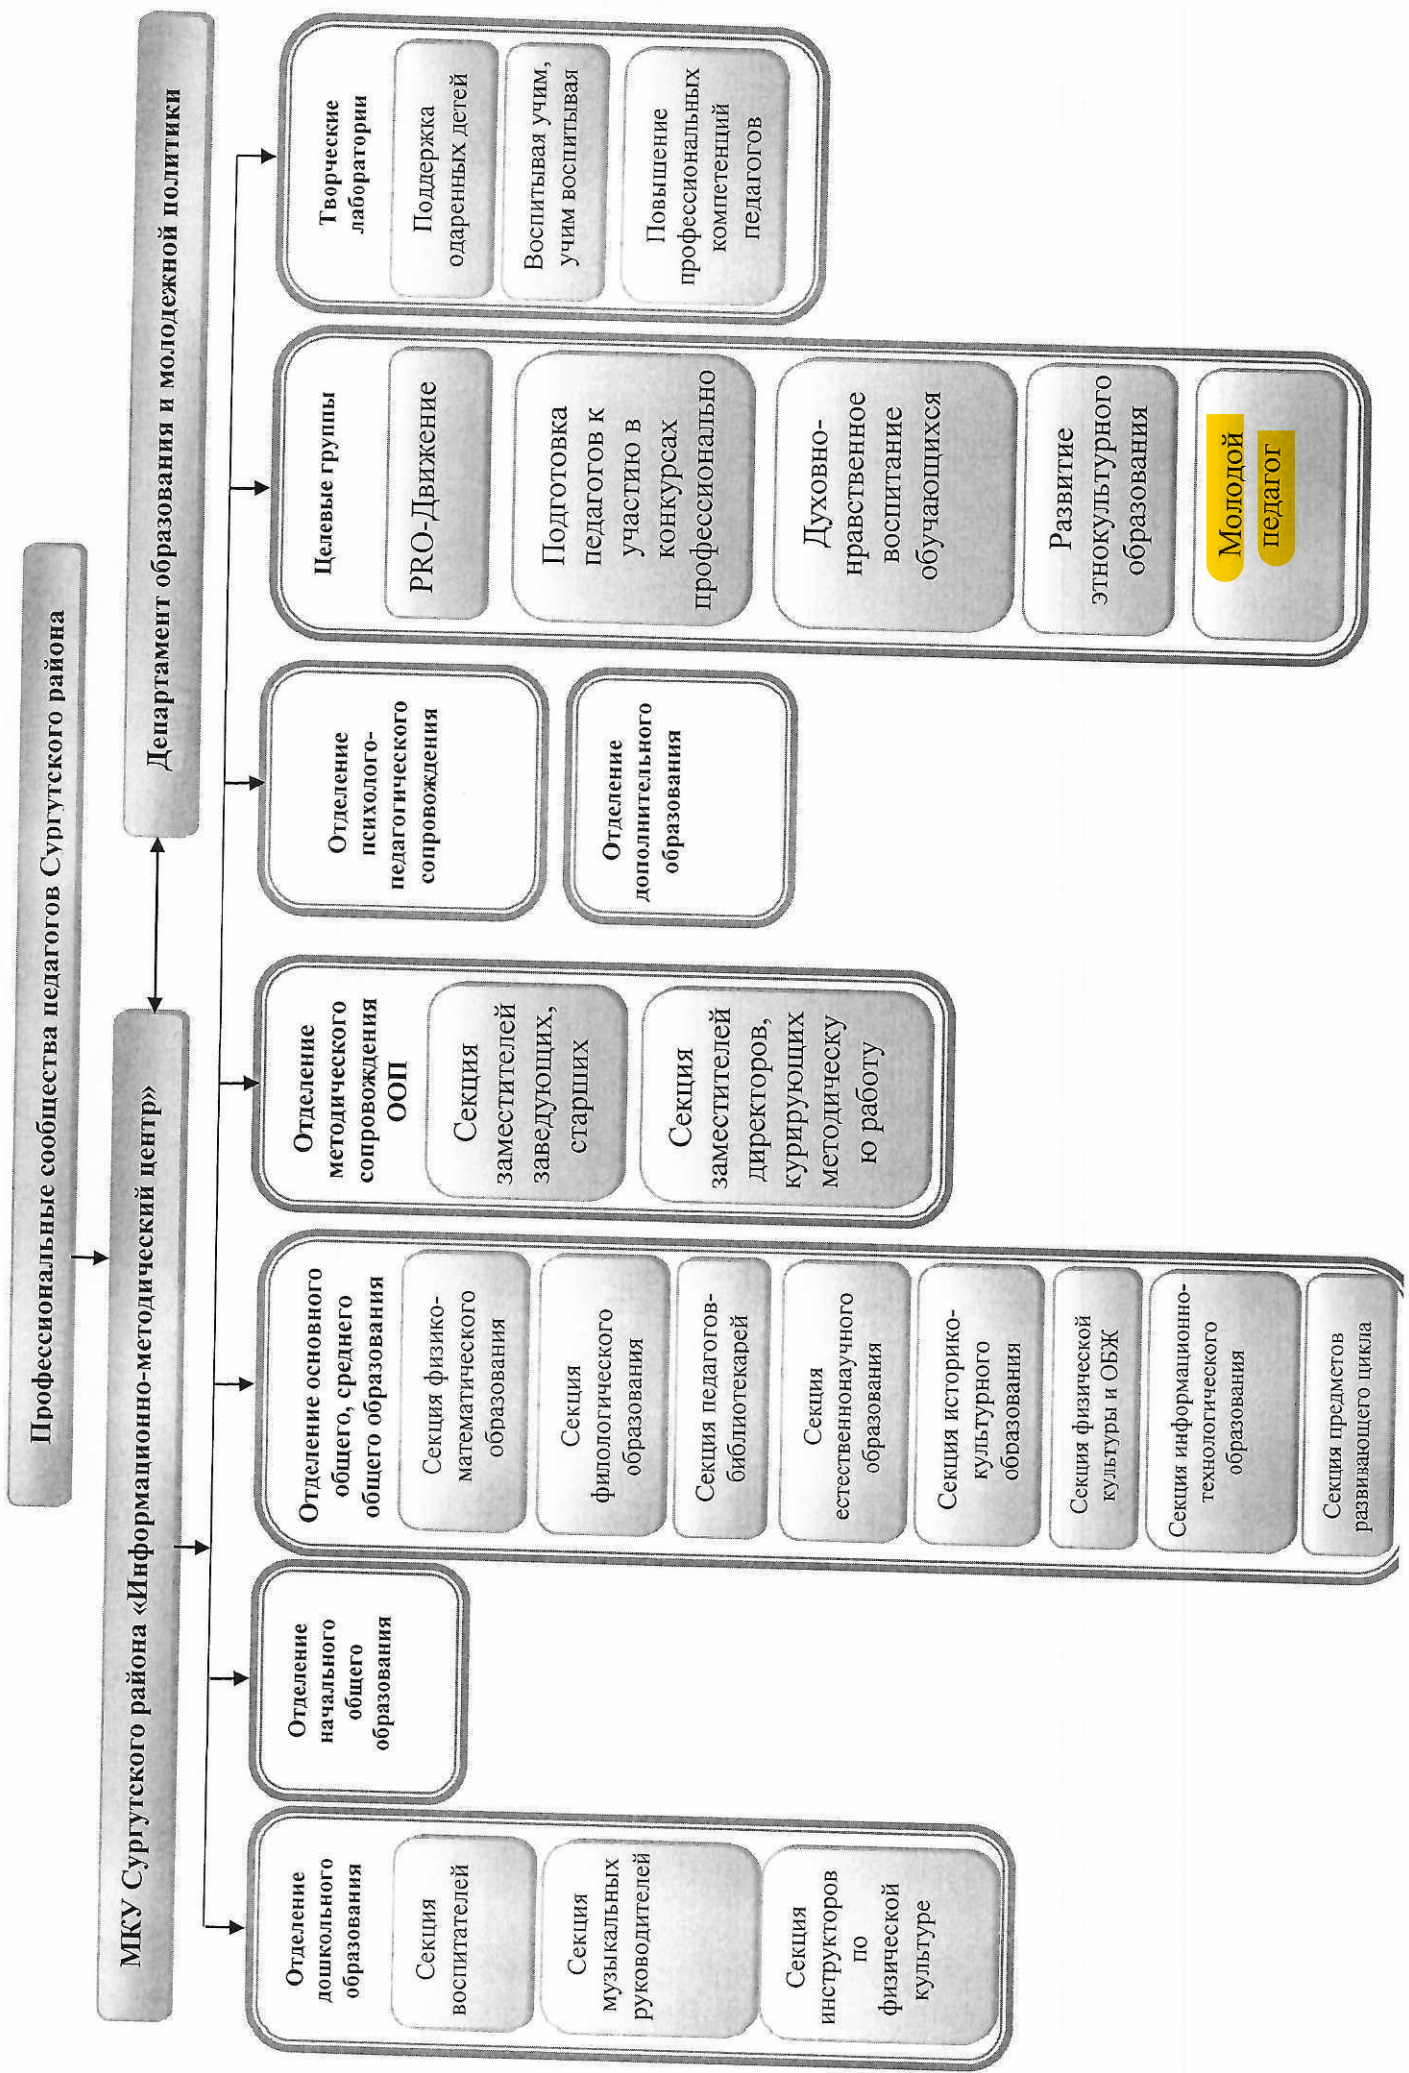 Профессиональные сообщества педагогов Сургутского района
МКУ Сургутского района «Информационно-методический центр»
Департамент образования и молодежной политики
Отделение
дошкольного
образования
Секция
воспитателей
Секция
музыкальных
руководителей
Секция
инструкторов
по
физической
культуре
Отделение
начального
общего
образования
Отделение основного
общего, среднего
общего образования
Секция физико-
математического
образования
Секция
филологического
образования
Секция педагогов-
библиотекарей
Секция
естественнонаучного
образования
Секция историко-
культурного
образования
Секция физической
культуры и ОБЖ
Секция информационно-
технологического
образования
Секция предметов
развивающего цикла
Отделение
методического
сопровождения
ООП
Секция
заместителей
заведующих,
старших
Секция
заместителей
директоров,
курирующих
методическу
ю работу
Отделение
психолого-
педагогического
сопровождения
Отделение
дополнительного
образования
Целевые группы
PRO-Движение
Подготовка
педагогов к
участию в
конкурсах
профессионально
Духовно-
нравственное
воспитание
обучающихся
Развитие
этнокультурного
образования
Молодой
педагог
Творческие
лаборатории
Поддержка
одаренных детей
Воспитывая учим,
учим воспитывая
Повышение
профессиональных
компетенций
педагогов